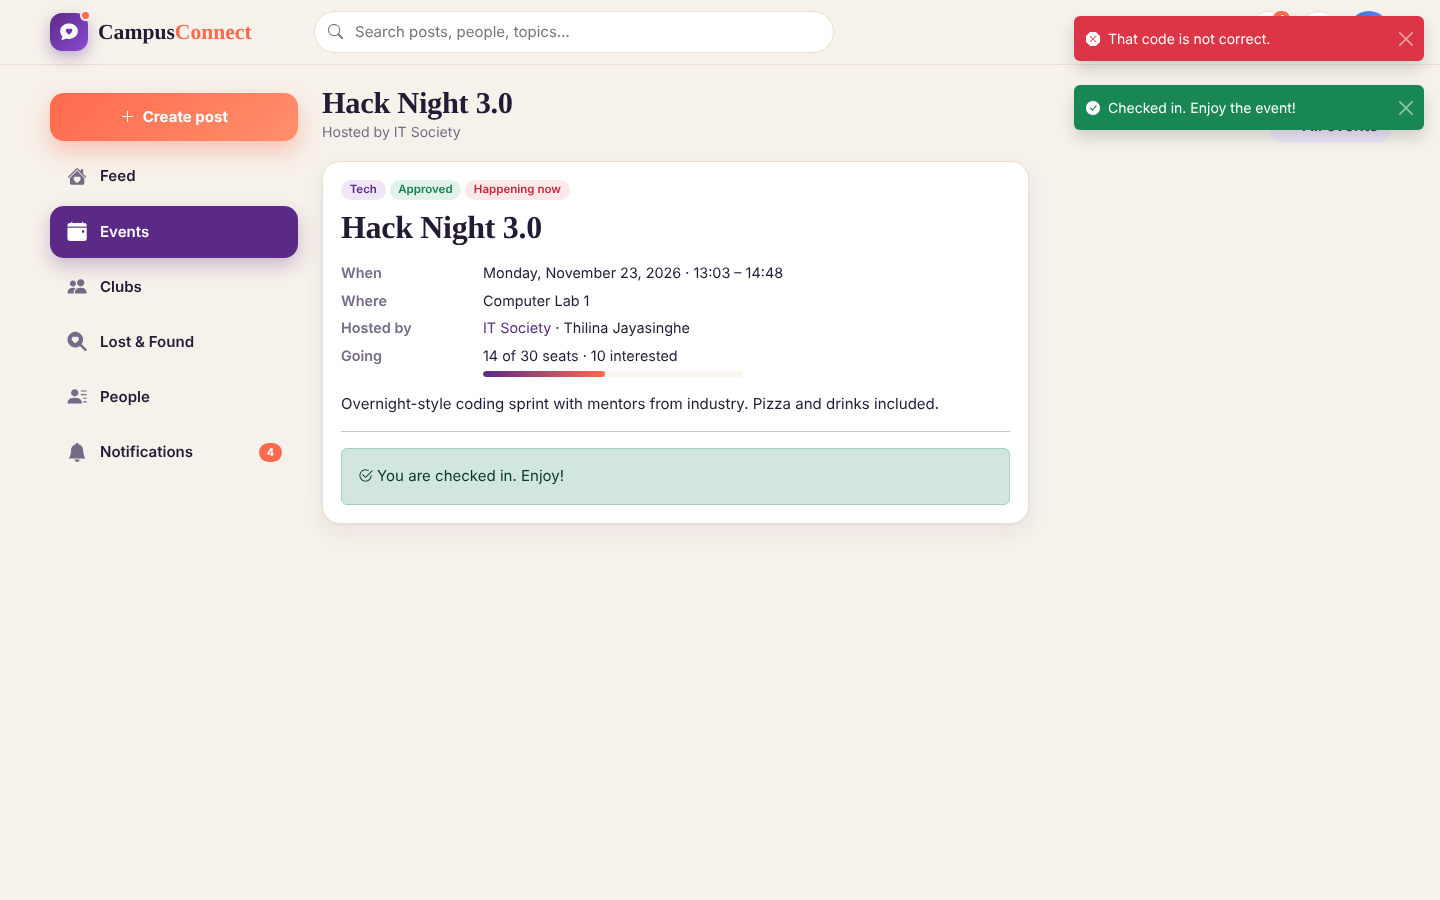 CampusConnect
Search posts, people, topics...
That code is not correct.
Checked in. Enjoy the event!
Create post
Feed
Events
Clubs
Lost & Found
People
Notifications 4
Hack Night 3.0
Hosted by IT Society
Tech Approved Happening now
Hack Night 3.0
When Monday, November 23, 2026 · 13:03 – 14:48
Where Computer Lab 1
Hosted by IT Society · Thilina Jayasinghe
Going 14 of 30 seats · 10 interested
Overnight-style coding sprint with mentors from industry. Pizza and drinks included.
You are checked in. Enjoy!